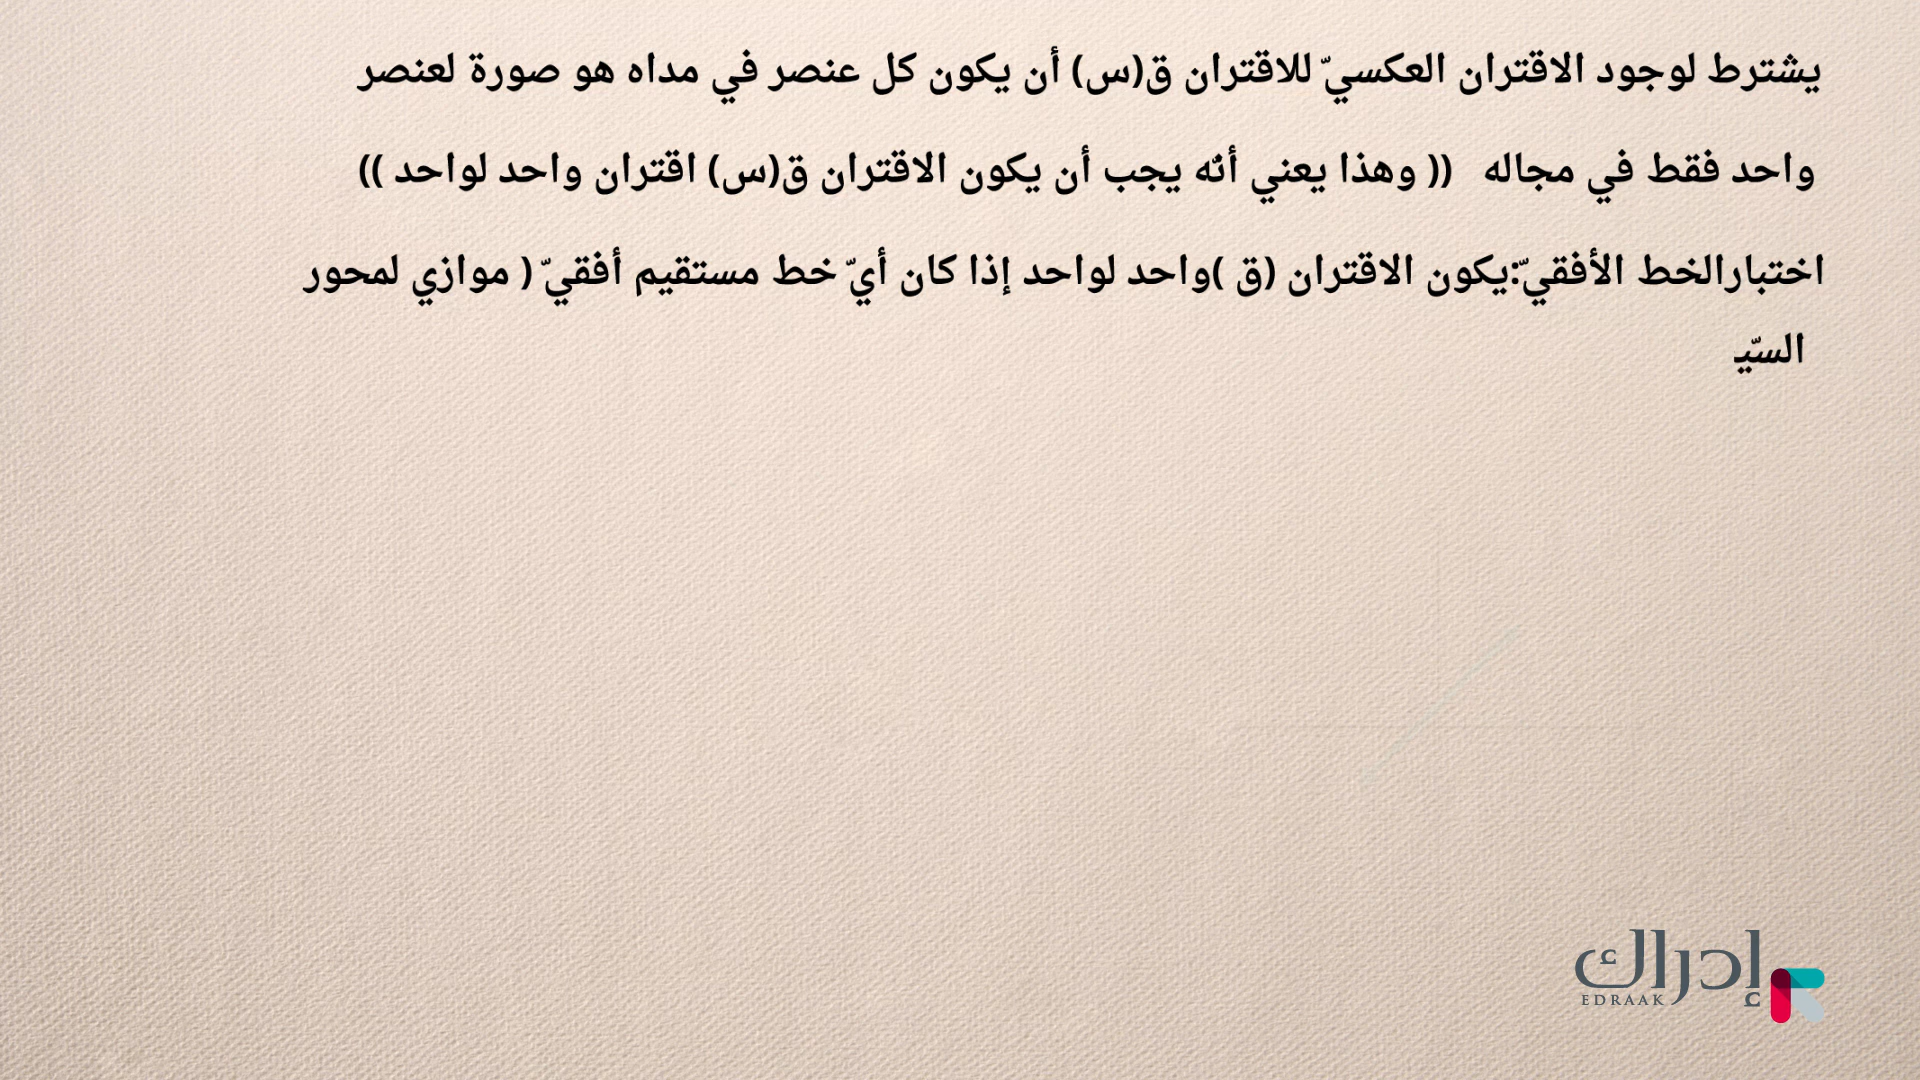 يشترط لوجود الاقتران العكسيّ للاقتران ق(س) أن يكون كل عنصر في مداه هو صورة لعنصر
واحد فقط في مجاله (( وهذا يعني أنّه يجب أن يكون الاقتران ق(س) اقتران واحد لواحد ))
اختبارالخط الأفقيّ:يكون الاقتران (ق )واحد لواحد إذا كان أيّ خط مستقيم أفقيّ ( موازي لمحور
السّيـ
إدراك
EDRAAK